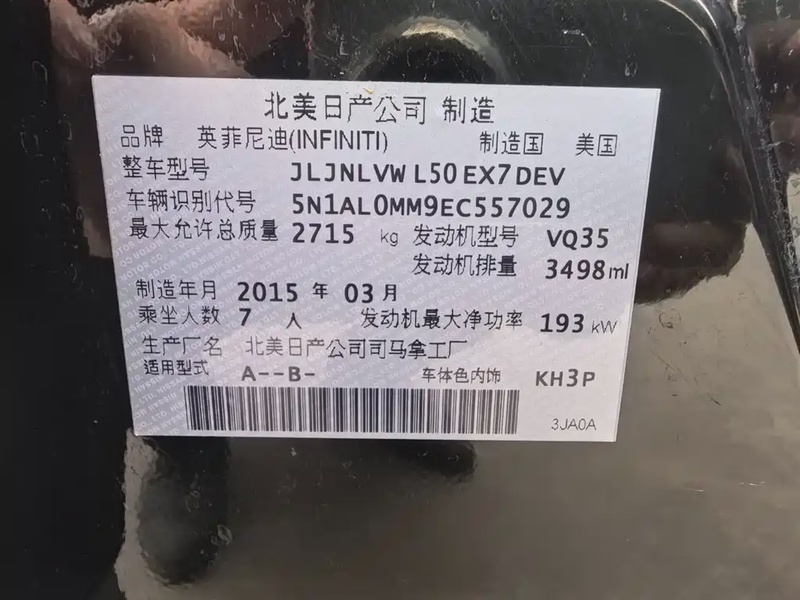 北美日产公司 制造
品牌 英菲尼迪(INFINITI) 制造国 美国
整车型号 JLJNLVW L50 EX7 DEV
车辆识别代号 5N1AL0MM9EC557029
最大允许总质量 2715 kg 发动机型号 VQ35
发动机排量 3498ml
制造年月 2015 年 03 月
乘坐人数 7 人 发动机最大净功率 193 kW
生产厂名 北美日产公司司马拿工厂
适用型式 A--B- 车体色内饰 KH3P
3JA0A